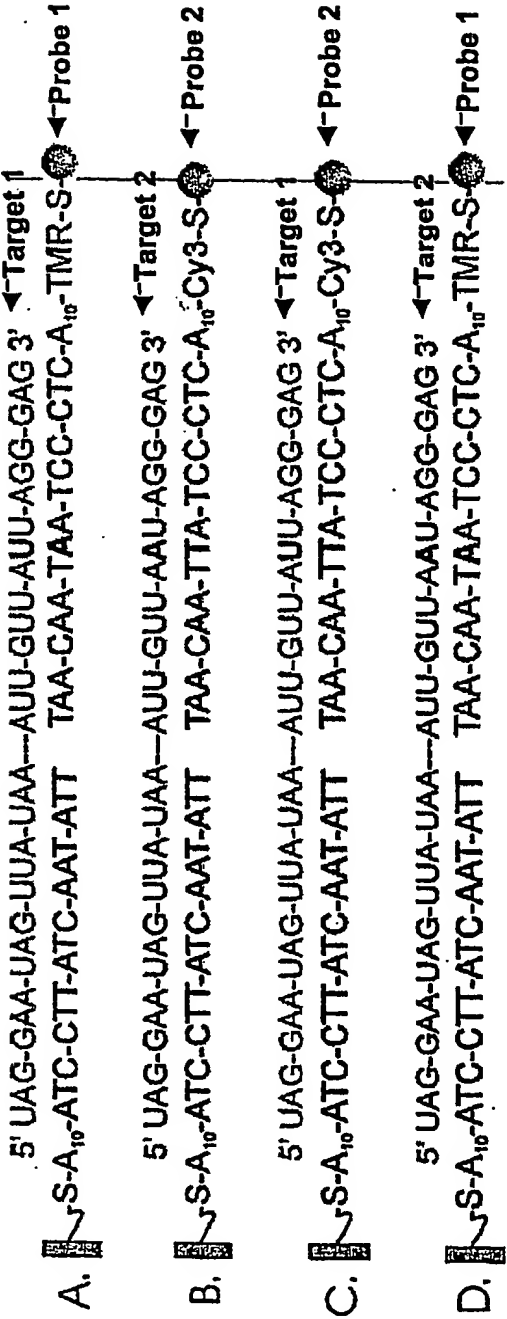 5' UAG-GAA-UAG-UUA-UAA---AUU-GUU-AUU-AGG-GAG 3' Target 1
A. S-A10-ATC-CTT-ATC-AAT-ATT TAA-CAA-TAA-TCC-CTC-A10-TMR-S- Probe 1
5' UAG-GAA-UAG-UUA-UAA---AUU-GUU-AAU-AGG-GAG 3' Target 2
B. S-A10-ATC-CTT-ATC-AAT-ATT TAA-CAA-TTA-TCC-CTC-A10-Cy3-S- Probe 2
5' UAG-GAA-UAG-UUA-UAA---AUU-GUU-AUU-AGG-GAG 3' Target 1
C. S-A10-ATC-CTT-ATC-AAT-ATT TAA-CAA-TTA-TCC-CTC-A10-Cy3-S- Probe 2
5' UAG-GAA-UAG-UUA-UAA---AUU-GUU-AAU-AGG-GAG 3' Target 2
D. S-A10-ATC-CTT-ATC-AAT-ATT TAA-CAA-TAA-TCC-CTC-A10-TMR-S- Probe 1